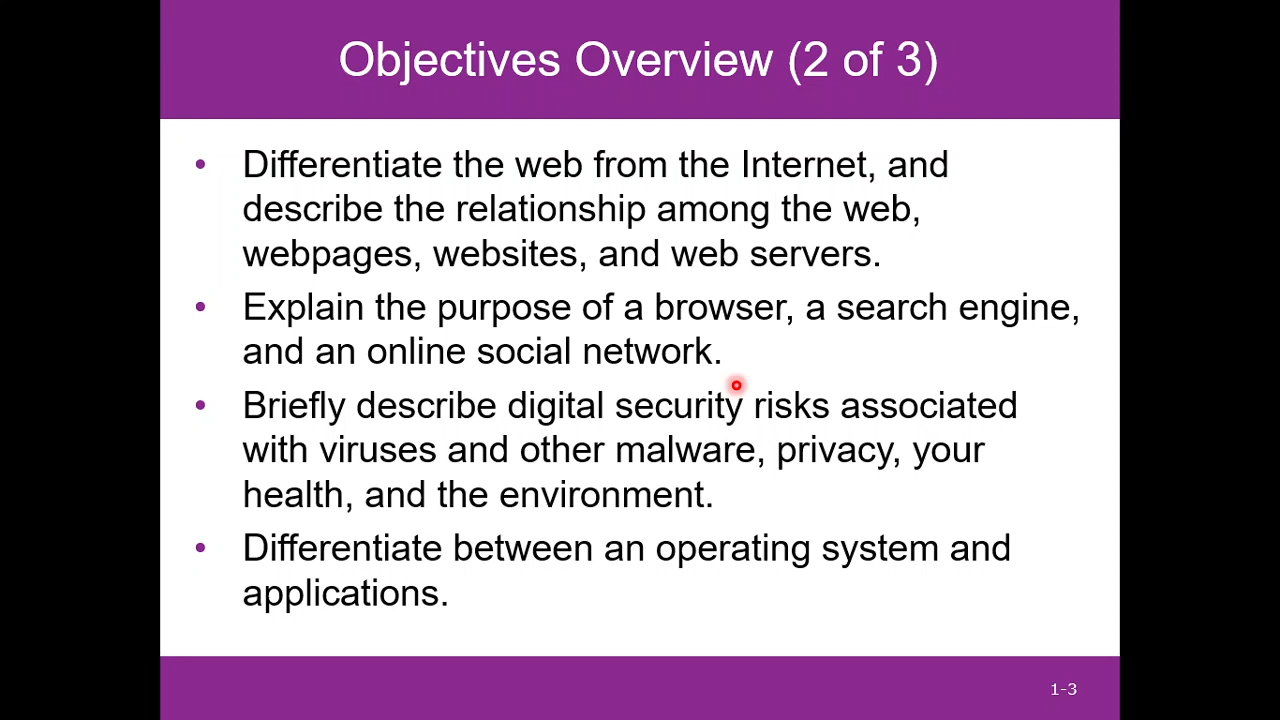 Objectives Overview (2 of 3)
• Differentiate the web from the Internet, and
describe the relationship among the web,
webpages, websites, and web servers.
• Explain the purpose of a browser, a search engine,
and an online social network.
• Briefly describe digital security risks associated
with viruses and other malware, privacy, your
health, and the environment.
• Differentiate between an operating system and
applications.
1-3